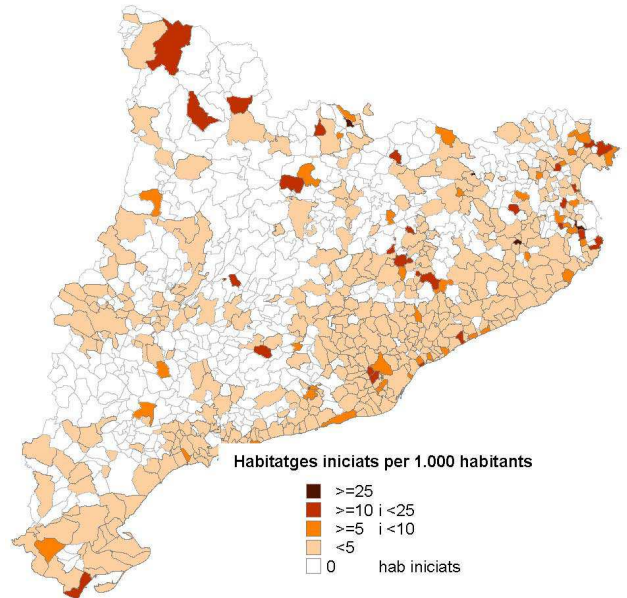 Habitatges iniciats per 1.000 habitants
>=25
>=10 i <25
>=5 i <10
<5
0 hab iniciats